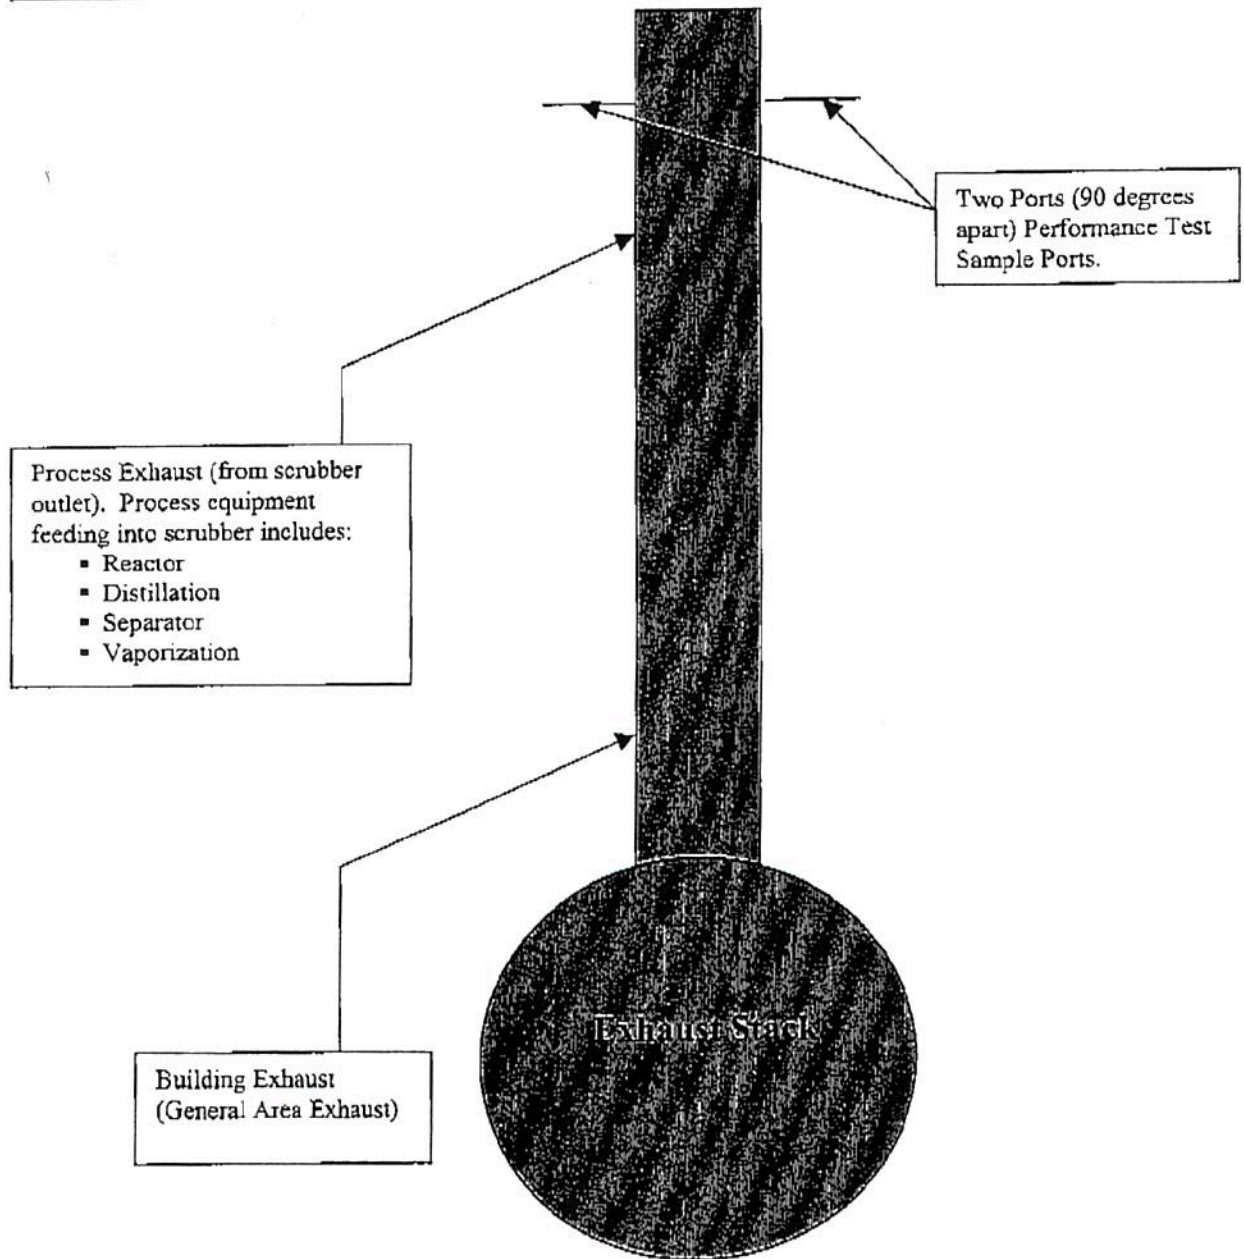 Two Ports (90 degrees
apart) Performance Test
Sample Ports.
Process Exhaust (from scrubber
outlet). Process equipment
feeding into scrubber includes:
▪ Reactor
▪ Distillation
▪ Separator
▪ Vaporization
Exhaust Stack
Building Exhaust
(General Area Exhaust)